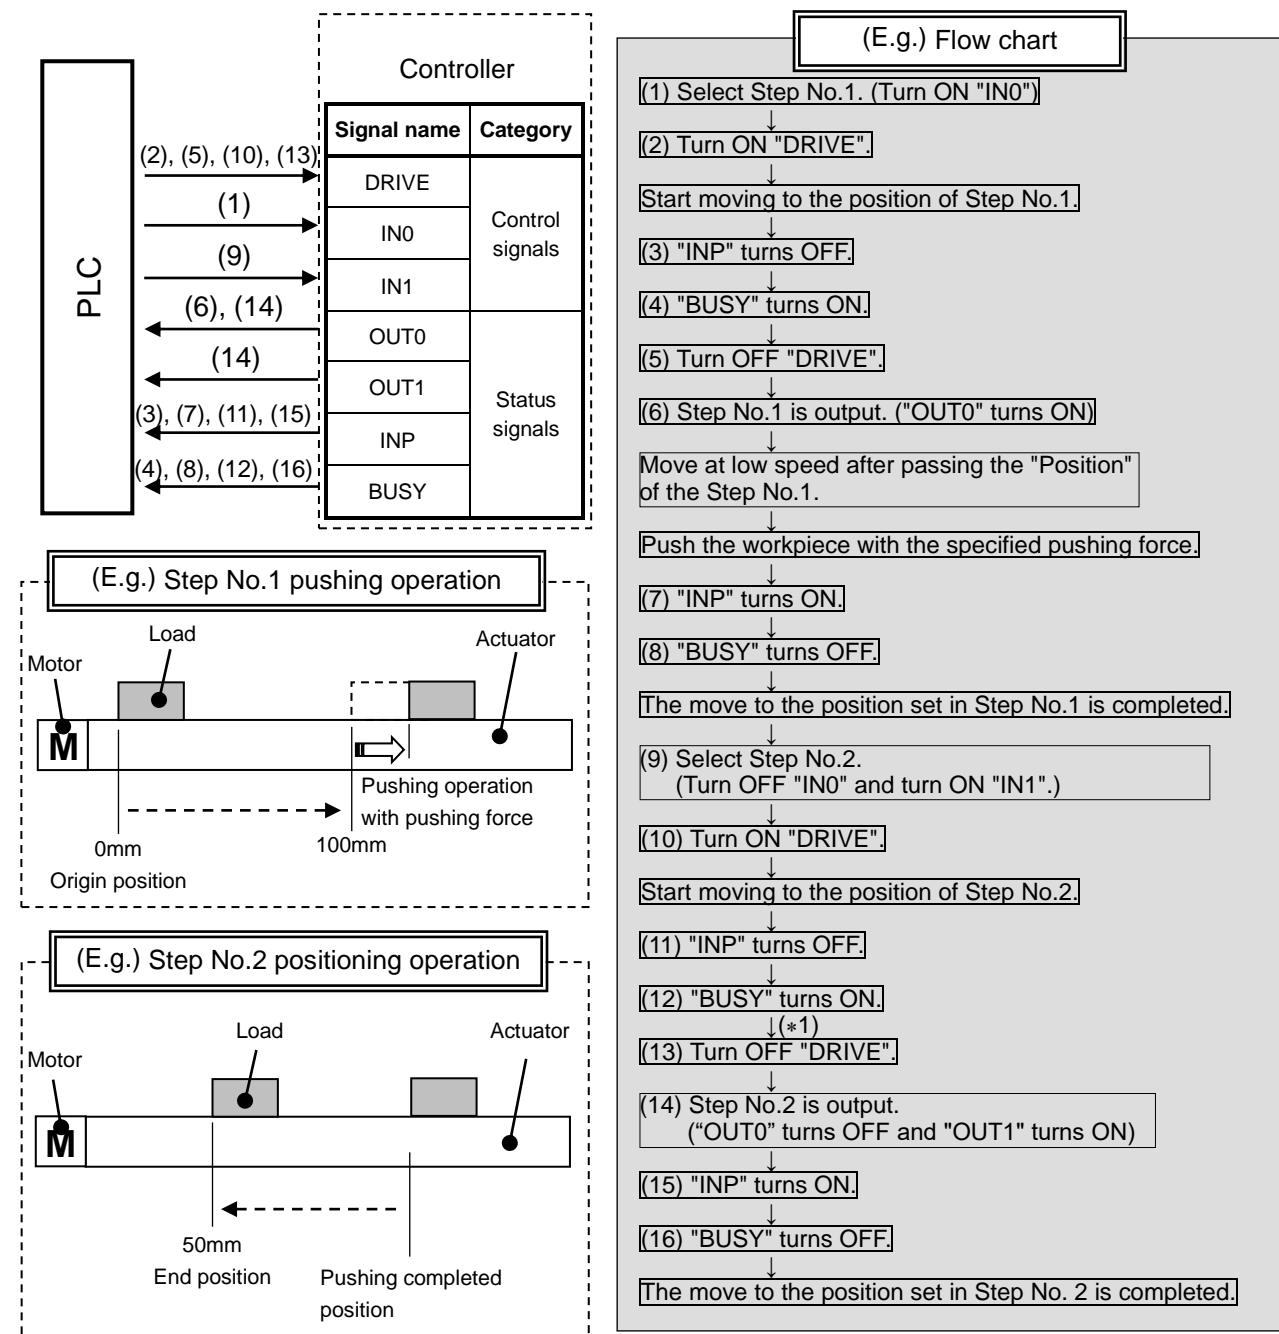 Controller
Signal name Category
PLC
(2), (5), (10), (13)
DRIVE
(1)
IN0
Control
signals
(9)
IN1
(6), (14)
OUT0
(14)
OUT1
Status
signals
(3), (7), (11), (15)
INP
(4), (8), (12), (16)
BUSY
(E.g.) Step No.1 pushing operation
Load
Actuator
Motor
M
Pushing operation
with pushing force
0mm
100mm
Origin position
(E.g.) Step No.2 positioning operation
Load
Actuator
Motor
M
50mm
End position
Pushing completed
position
(E.g.) Flow chart
(1) Select Step No.1. (Turn ON "IN0")
↓
(2) Turn ON "DRIVE".
↓
Start moving to the position of Step No.1.
↓
(3) "INP" turns OFF.
↓
(4) "BUSY" turns ON.
↓
(5) Turn OFF "DRIVE".
↓
(6) Step No.1 is output. ("OUT0" turns ON)
↓
Move at low speed after passing the "Position"
of the Step No.1.
↓
Push the workpiece with the specified pushing force.
↓
(7) "INP" turns ON.
↓
(8) "BUSY" turns OFF.
↓
The move to the position set in Step No.1 is completed.
↓
(9) Select Step No.2.
(Turn OFF "IN0" and turn ON "IN1".)
↓
(10) Turn ON "DRIVE".
↓
Start moving to the position of Step No.2.
↓
(11) "INP" turns OFF.
↓
(12) "BUSY" turns ON.
↓(∗1)
(13) Turn OFF "DRIVE".
↓
(14) Step No.2 is output.
(“OUT0” turns OFF and "OUT1" turns ON)
↓
(15) "INP" turns ON.
↓
(16) "BUSY" turns OFF.
↓
The move to the position set in Step No. 2 is completed.